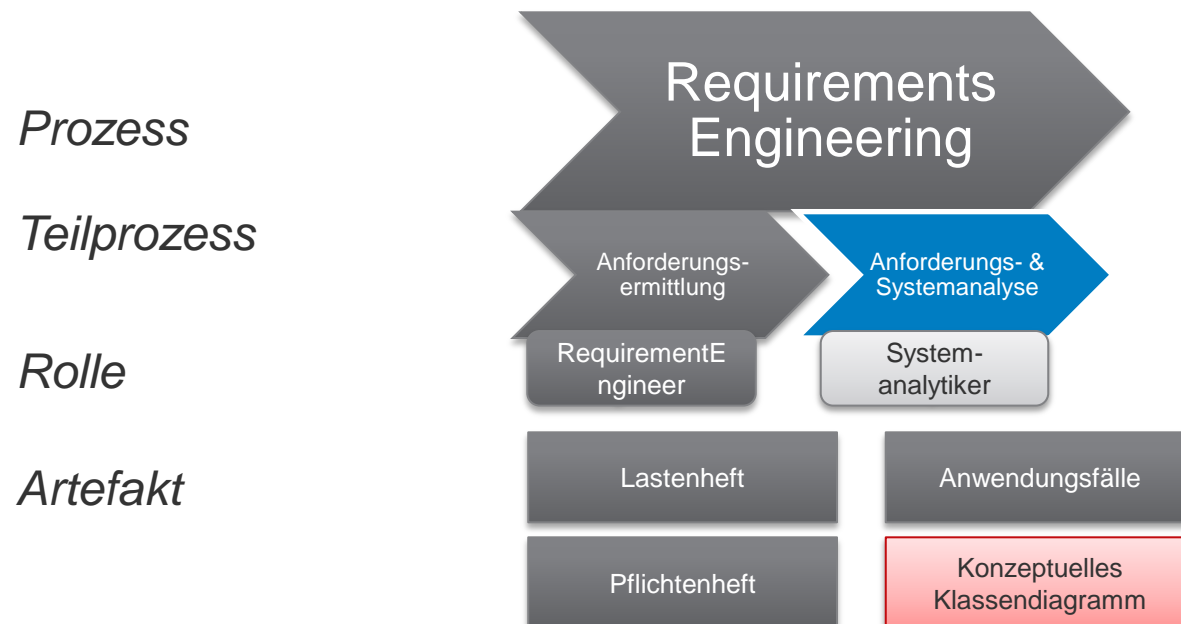 Prozess
Requirements
Engineering
Teilprozess
Anforderungs-
ermittlung
Anforderungs- &
Systemanalyse
Rolle
RequirementE
ngineer
System-
analytiker
Artefakt
Lastenheft
Anwendungsfälle
Pflichtenheft
Konzeptuelles
Klassendiagramm